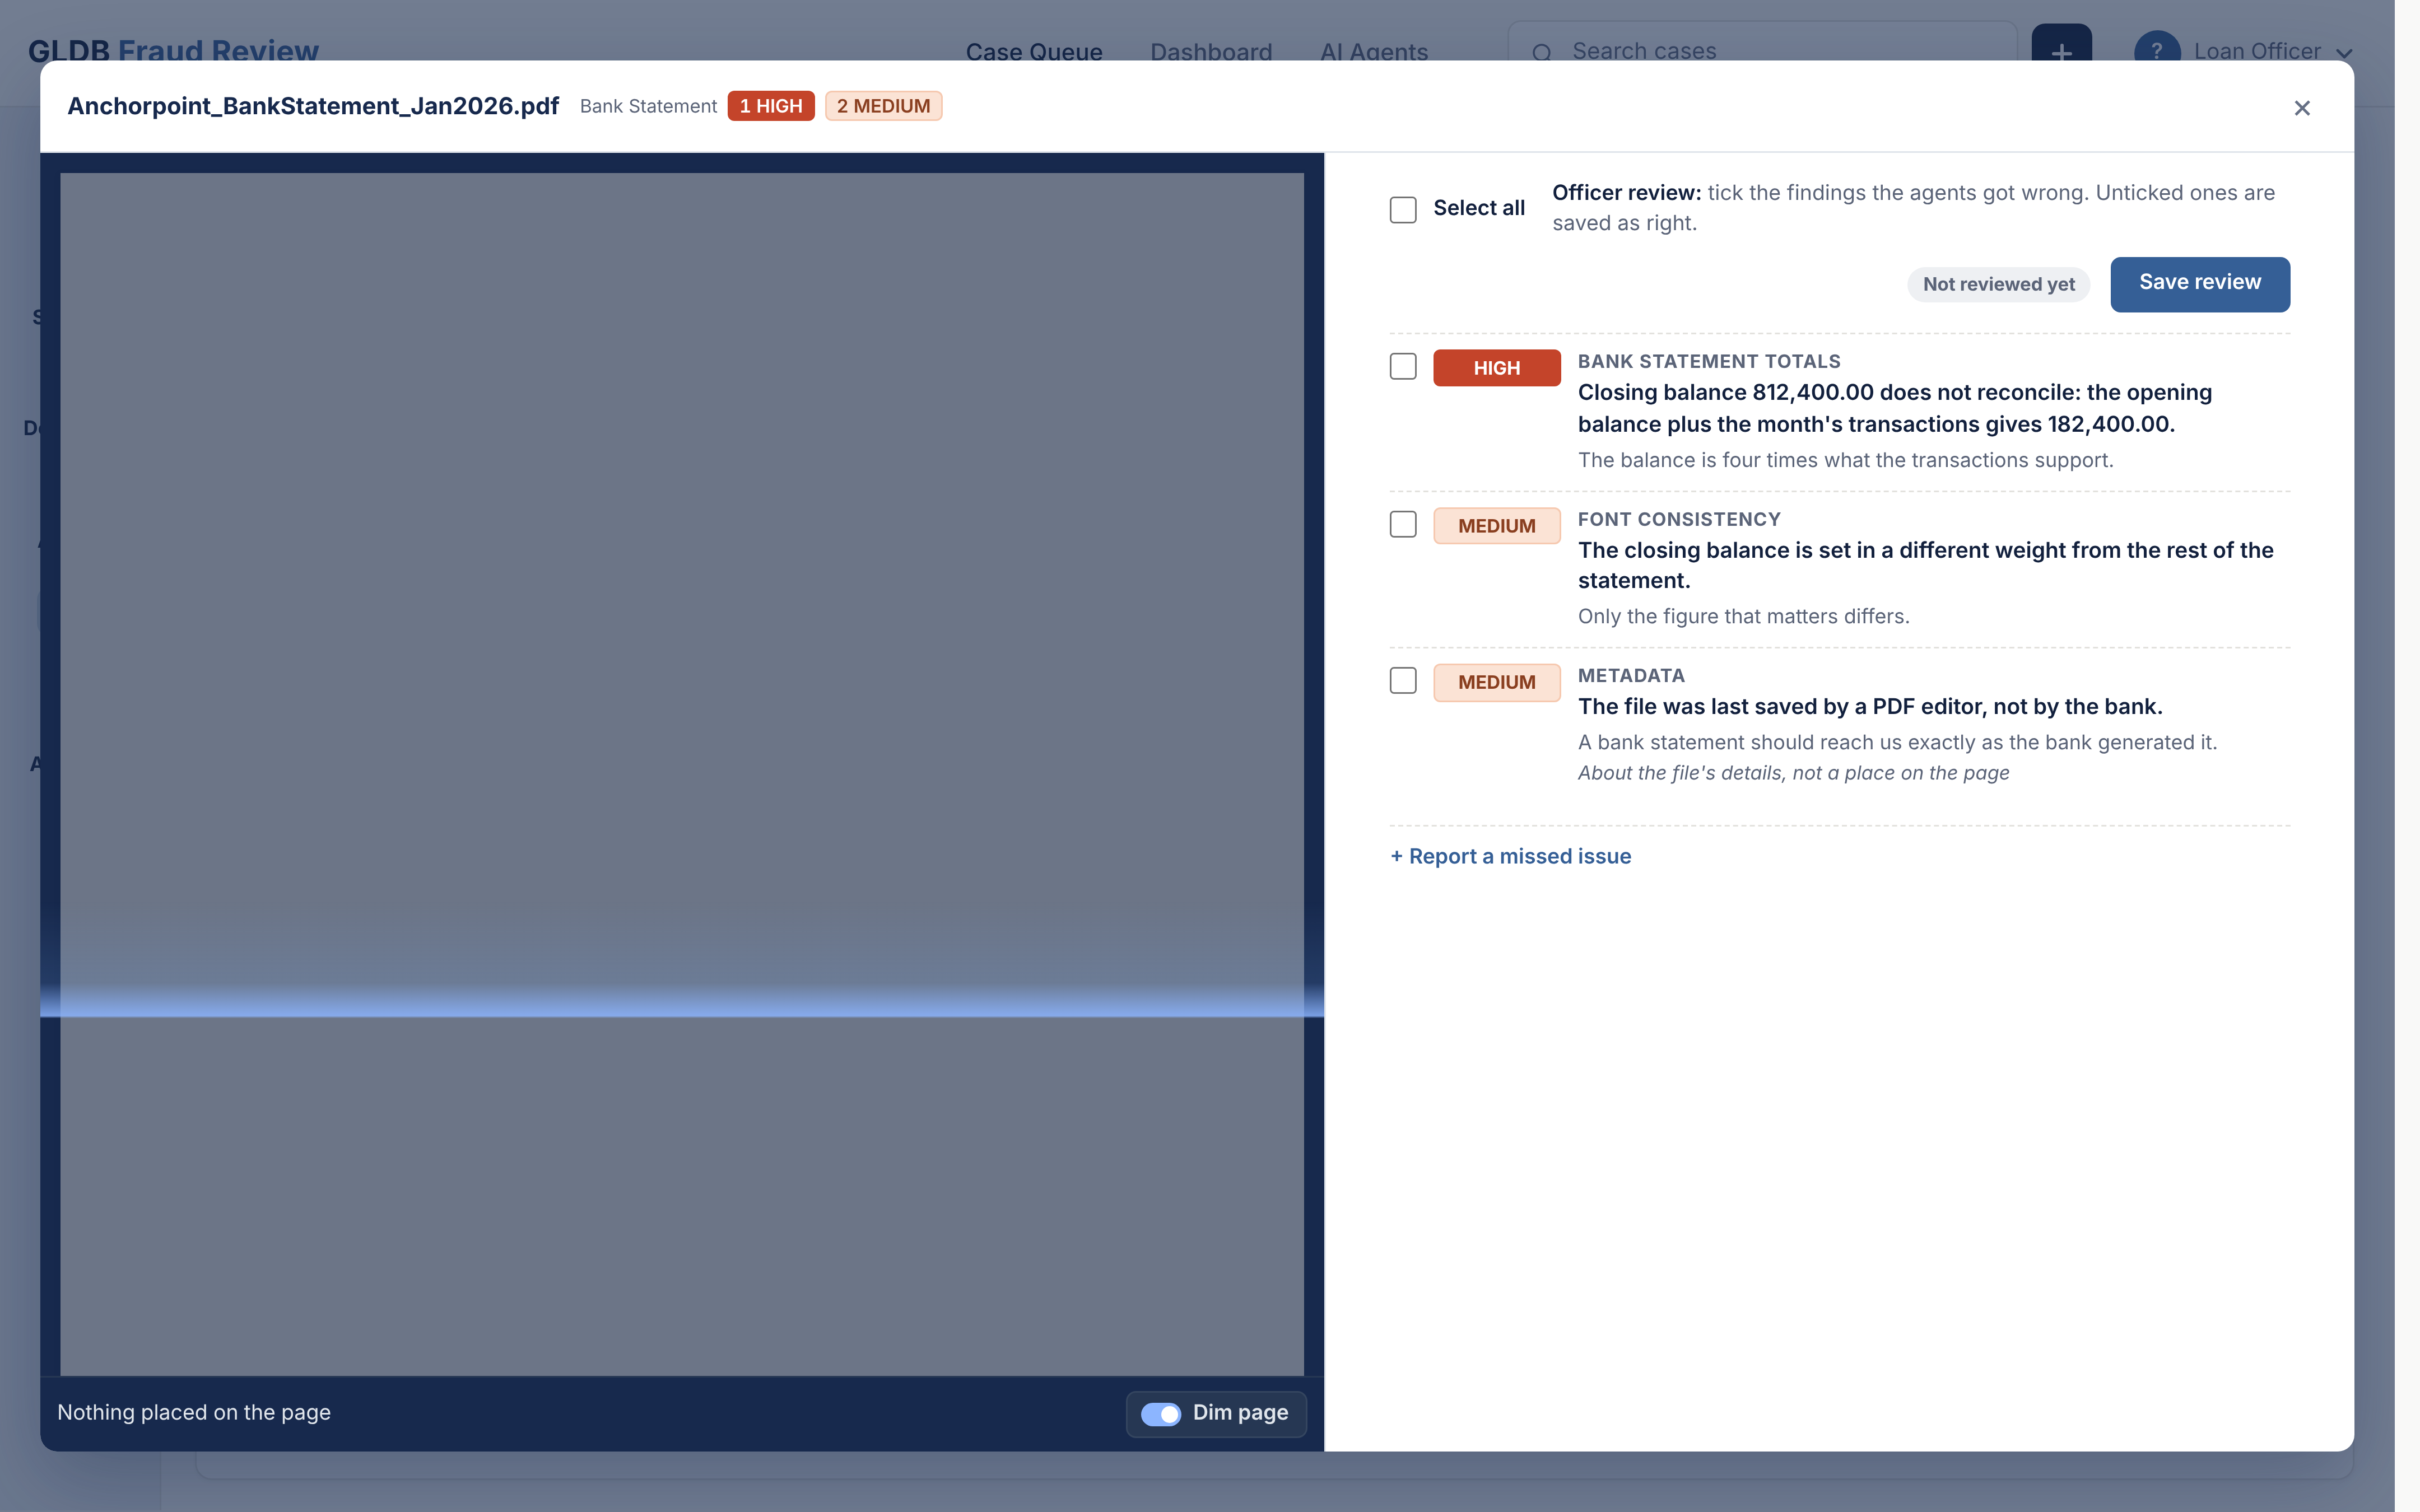 GLDB Fraud Review
Case Queue
Dashboard
AI Agents
Search cases
+
?
Loan Officer
Anchorpoint_BankStatement_Jan2026.pdf
Bank Statement
1 HIGH
2 MEDIUM
Select all
Officer review: tick the findings the agents got wrong. Unticked ones are
saved as right.
Not reviewed yet
Save review
HIGH
BANK STATEMENT TOTALS
Closing balance 812,400.00 does not reconcile: the opening
balance plus the month's transactions gives 182,400.00.
The balance is four times what the transactions support.
MEDIUM
FONT CONSISTENCY
The closing balance is set in a different weight from the rest of the
statement.
Only the figure that matters differs.
MEDIUM
METADATA
The file was last saved by a PDF editor, not by the bank.
A bank statement should reach us exactly as the bank generated it.
About the file's details, not a place on the page
+ Report a missed issue
Nothing placed on the page
Dim page